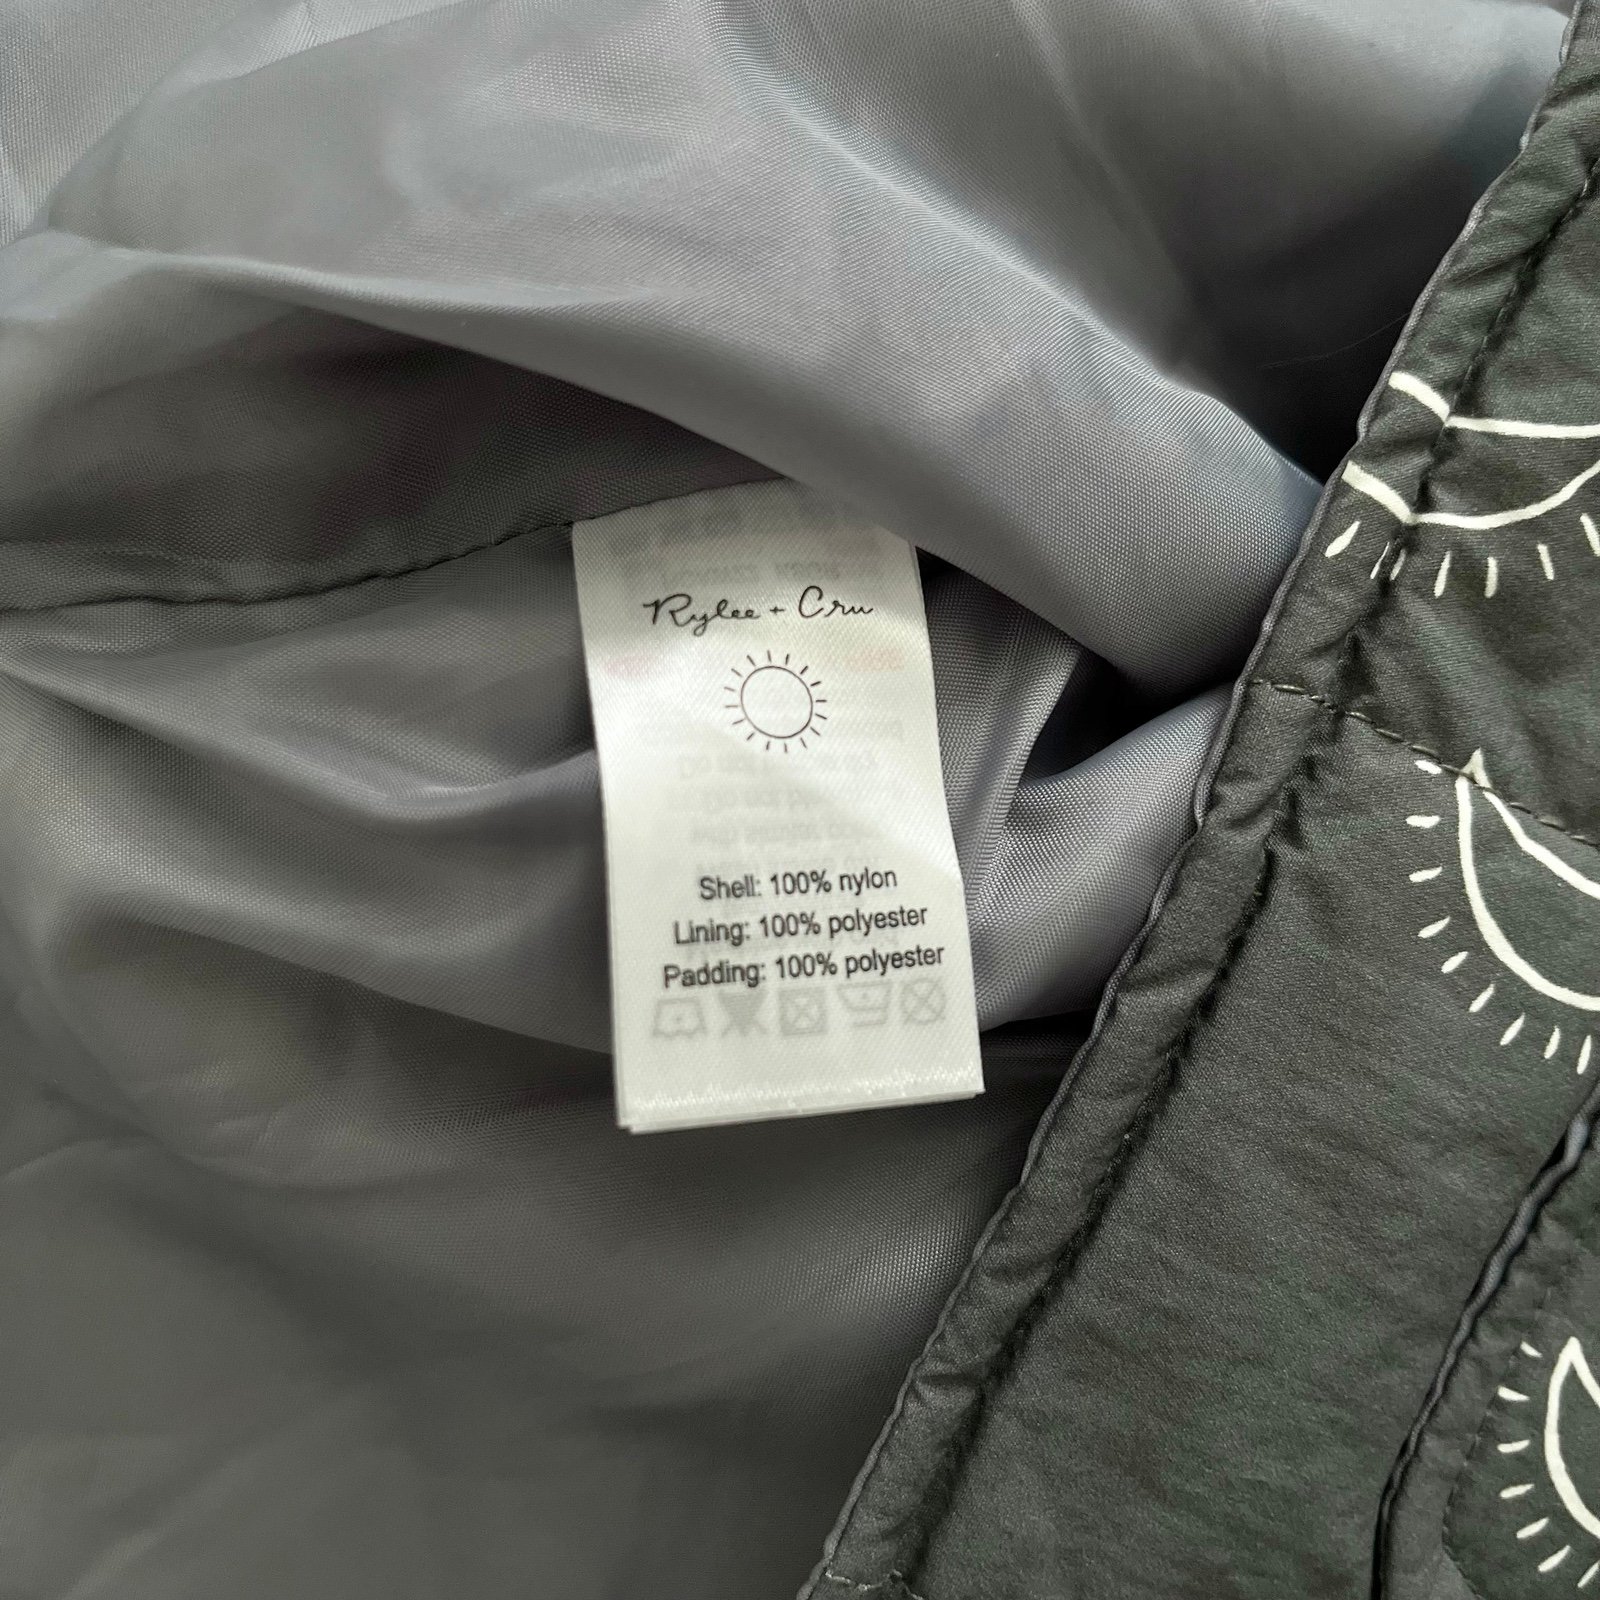 Rylee + Cru
Shell: 100% nylon
Lining: 100% polyester
Padding: 100% polyester